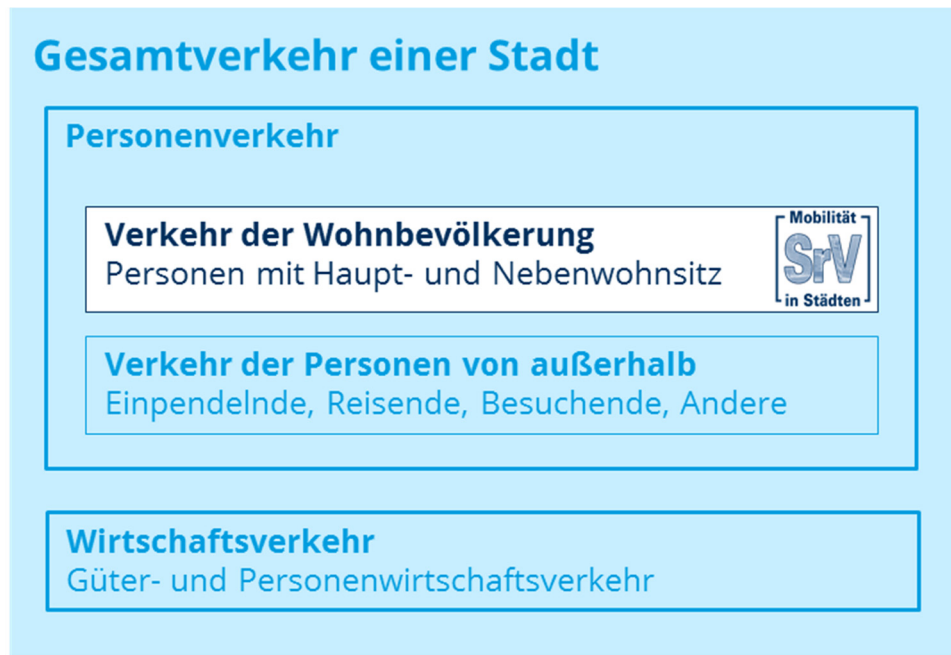 Gesamtverkehr einer Stadt
Personenverkehr
Verkehr der Wohnbevölkerung
Personen mit Haupt- und Nebenwohnsitz
Mobilität
SrV
in Städten
Verkehr der Personen von außerhalb
Einpendelnde, Reisende, Besuchende, Andere
Wirtschaftsverkehr
Güter- und Personenwirtschaftsverkehr